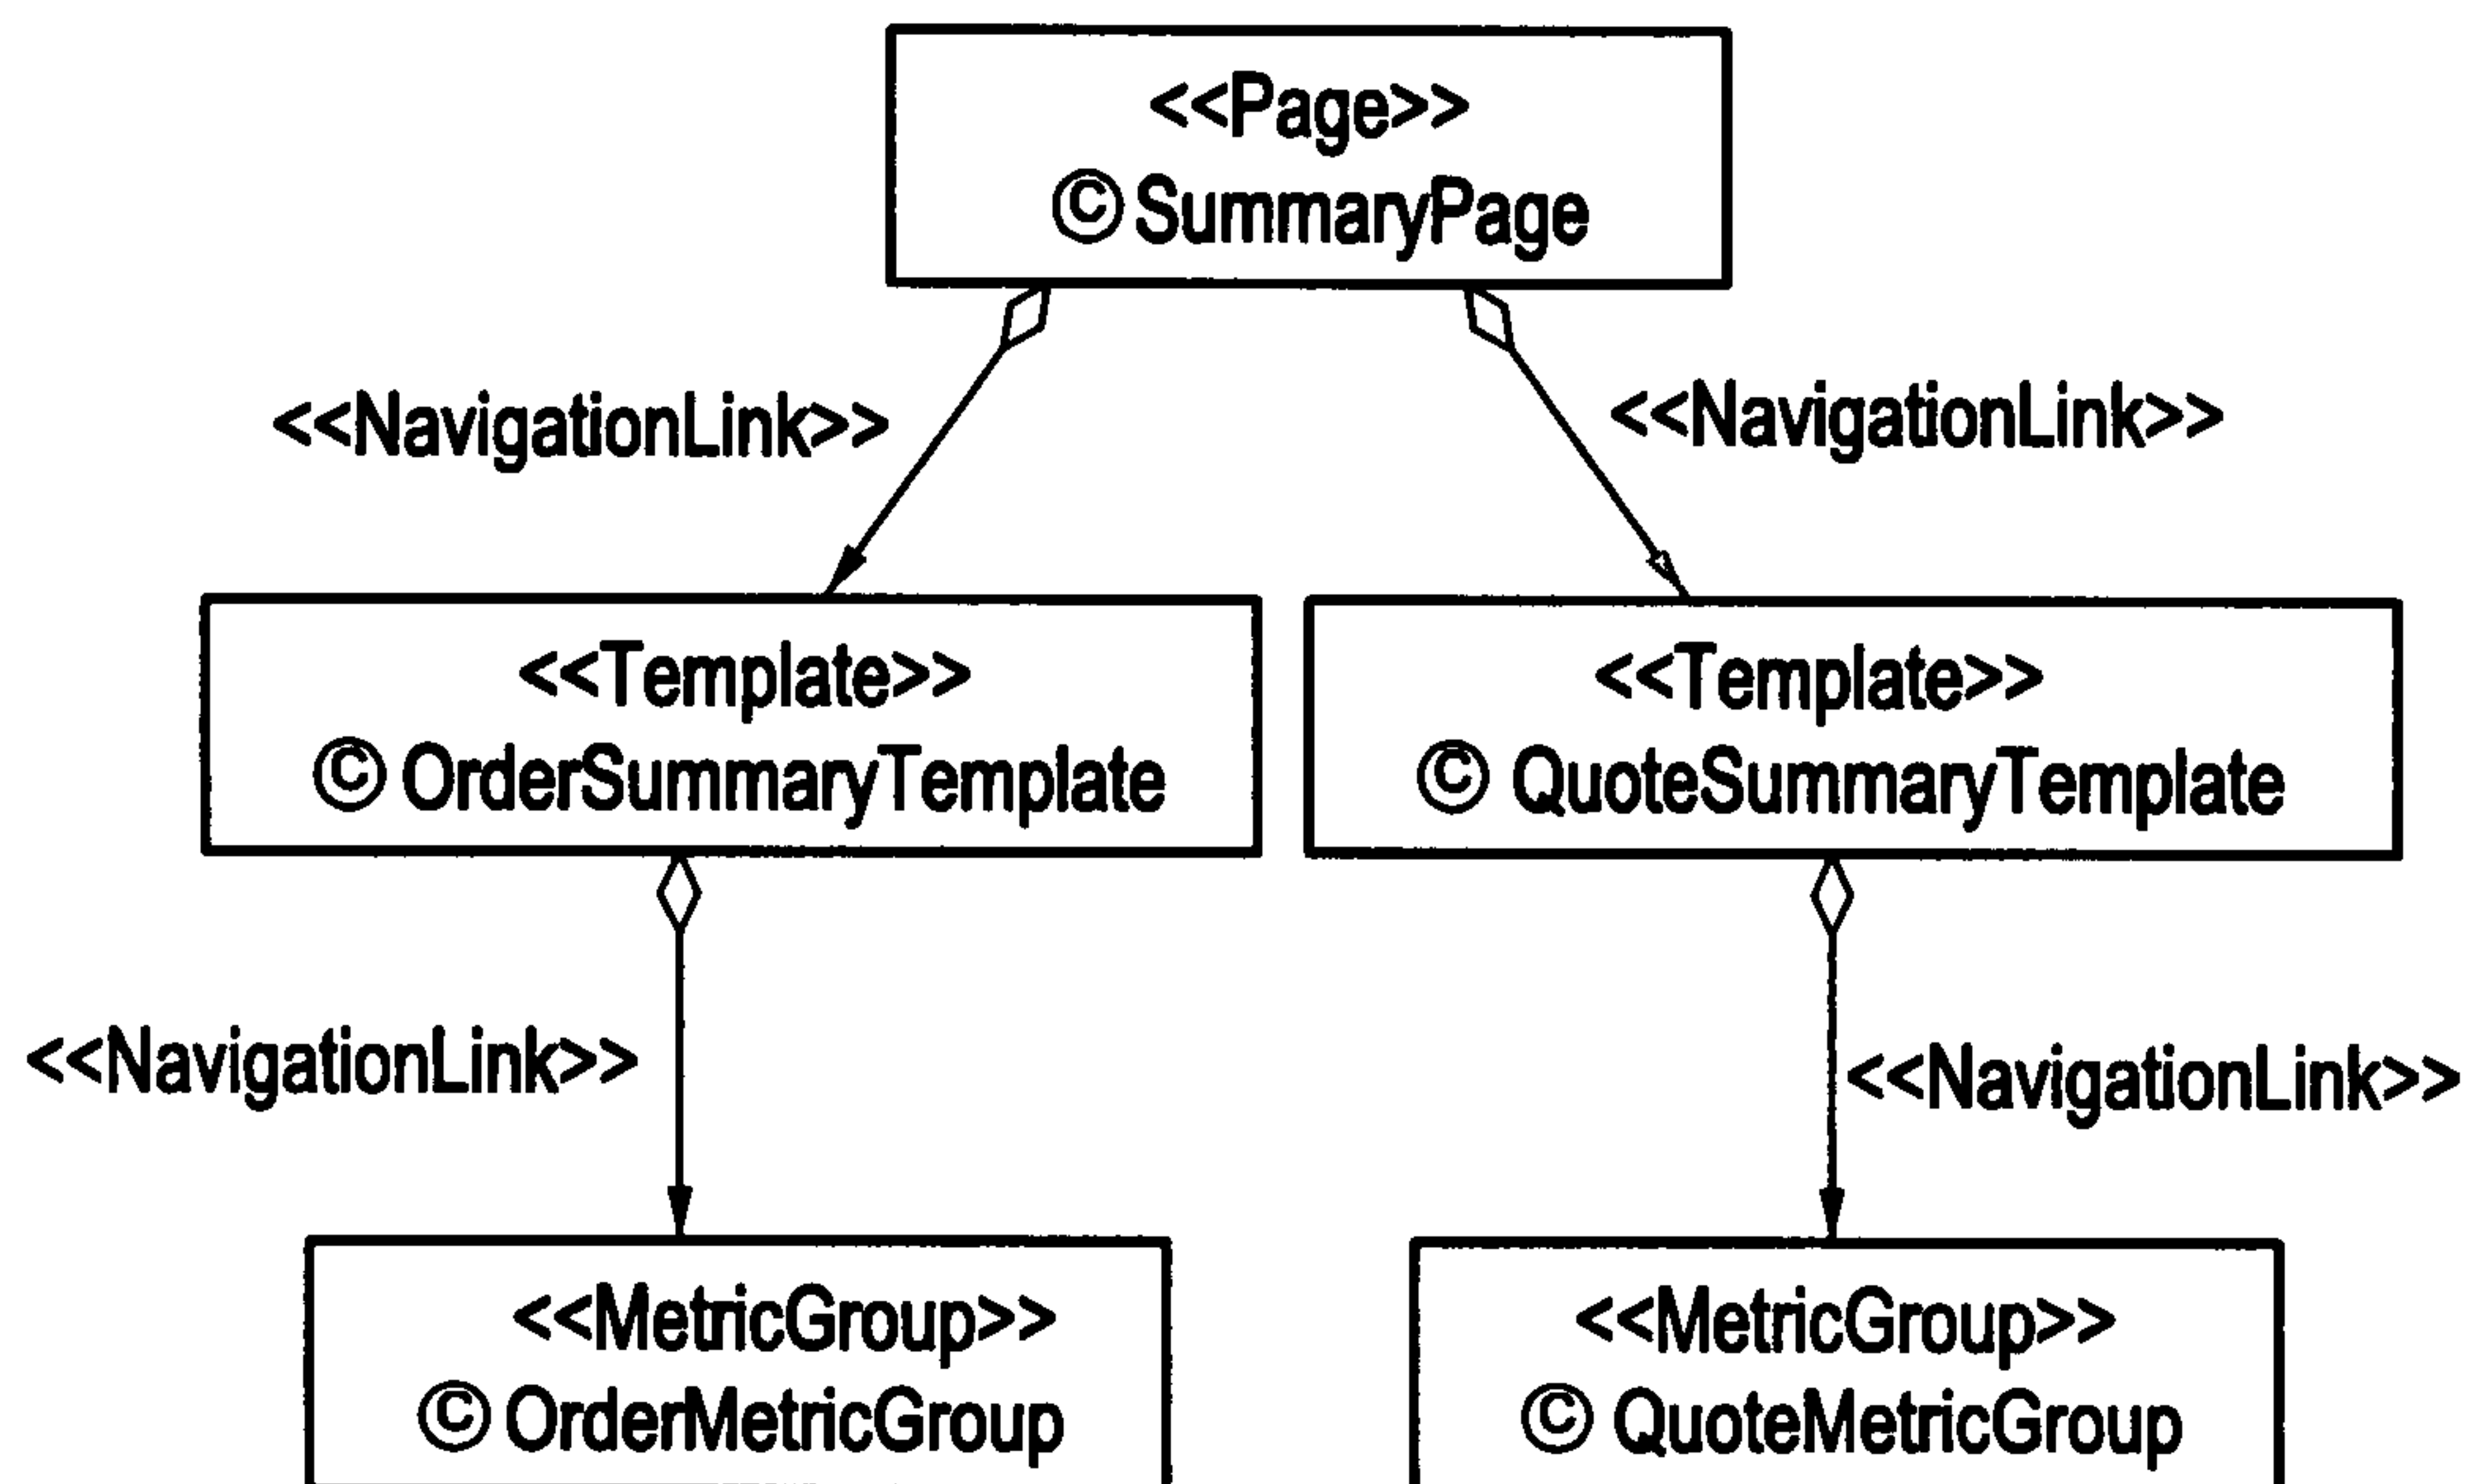 <<Page>>
©SummaryPage
<<NavigationLink>>
<<NavigationLink>>
<<Template>>
© OrderSummaryTemplate
<<Template>>
© QuoteSummaryTemplate
<<NavigationLink>>
<<NavigationLink>>
<<MetricGroup>>
© OrderMetricGroup
<<MetricGroup>>
© QuoteMetricGroup